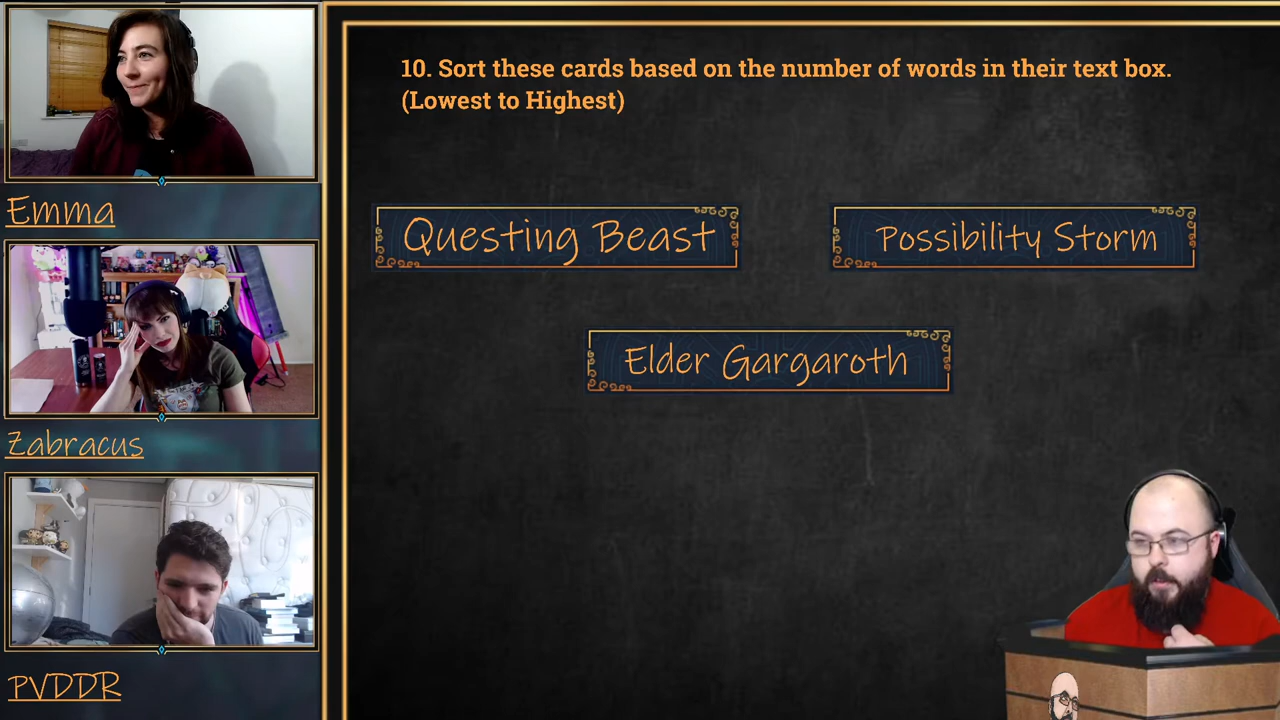 10. Sort these cards based on the number of words in their text box.
(Lowest to Highest)
Questing Beast
Possibility Storm
Elder Gargaroth
Emma
Zabracus
PVDDR